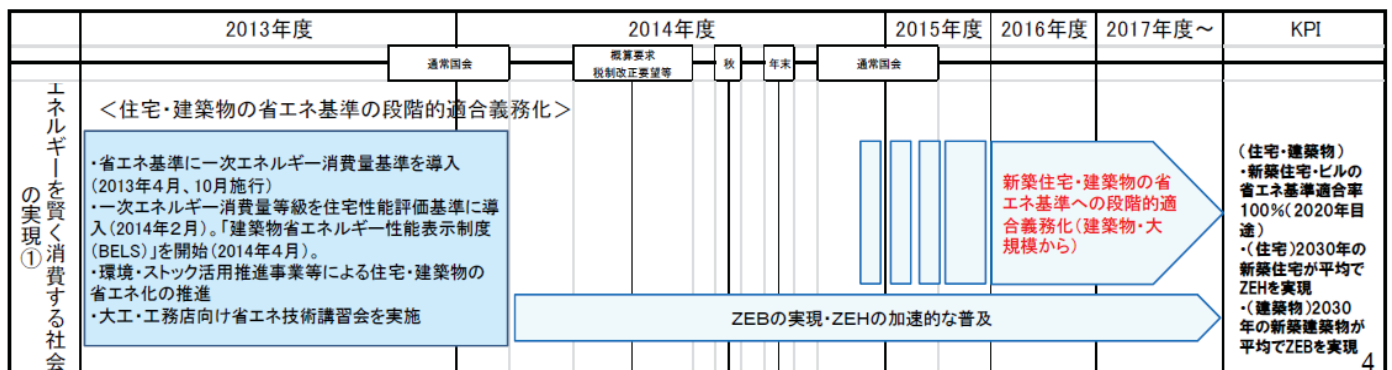 2013年度
2014年度
2015年度
2016年度
2017年度～
KPI
通常国会
概算要求
税制改正要望等
秋
年末
通常国会
エネルギーを賢く消費する社会
の実現①
＜住宅・建築物の省エネ基準の段階的適合義務化＞
・省エネ基準に一次エネルギー消費量基準を導入
(2013年４月、10月施行)
・一次エネルギー消費量等級を住宅性能評価基準に導
入(2014年２月)。「建築物省エネルギー性能表示制度
(BELS)」を開始(2014年４月)。
・環境・ストック活用推進事業等による住宅・建築物の
省エネ化の推進
・大工・工務店向け省エネ技術講習会を実施
新築住宅・建築物の省
エネ基準への段階的適
合義務化(建築物・大
規模から)
ZEBの実現・ZEHの加速的な普及
(住宅・建築物)
・新築住宅・ビルの
省エネ基準適合率
100%(2020年目
途)
・(住宅)2030年の
新築住宅が平均で
ZEHを実現
・(建築物)2030
年の新築建築物が
平均でZEBを実現
4